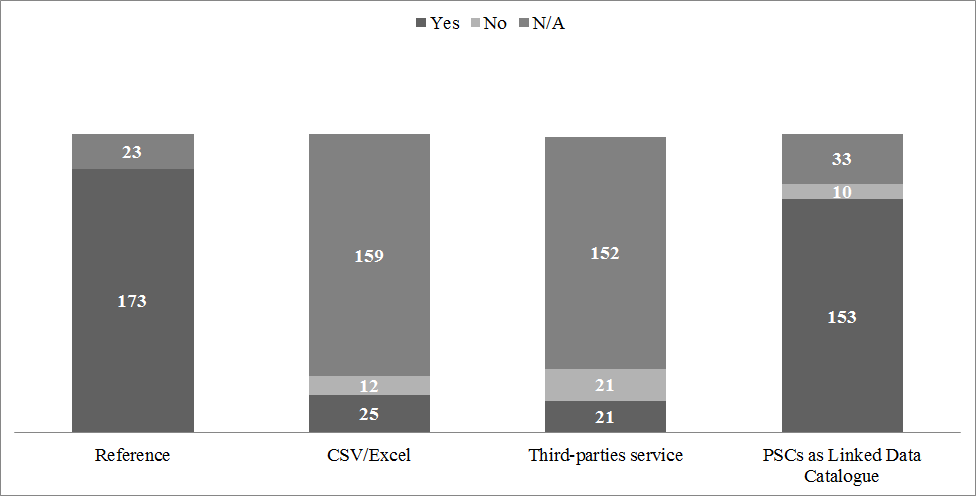 Yes No N/A
23 33
10
159 152
173 153
12 21
25 21
Reference CSV/Excel Third-parties service PSCs as Linked Data
Catalogue